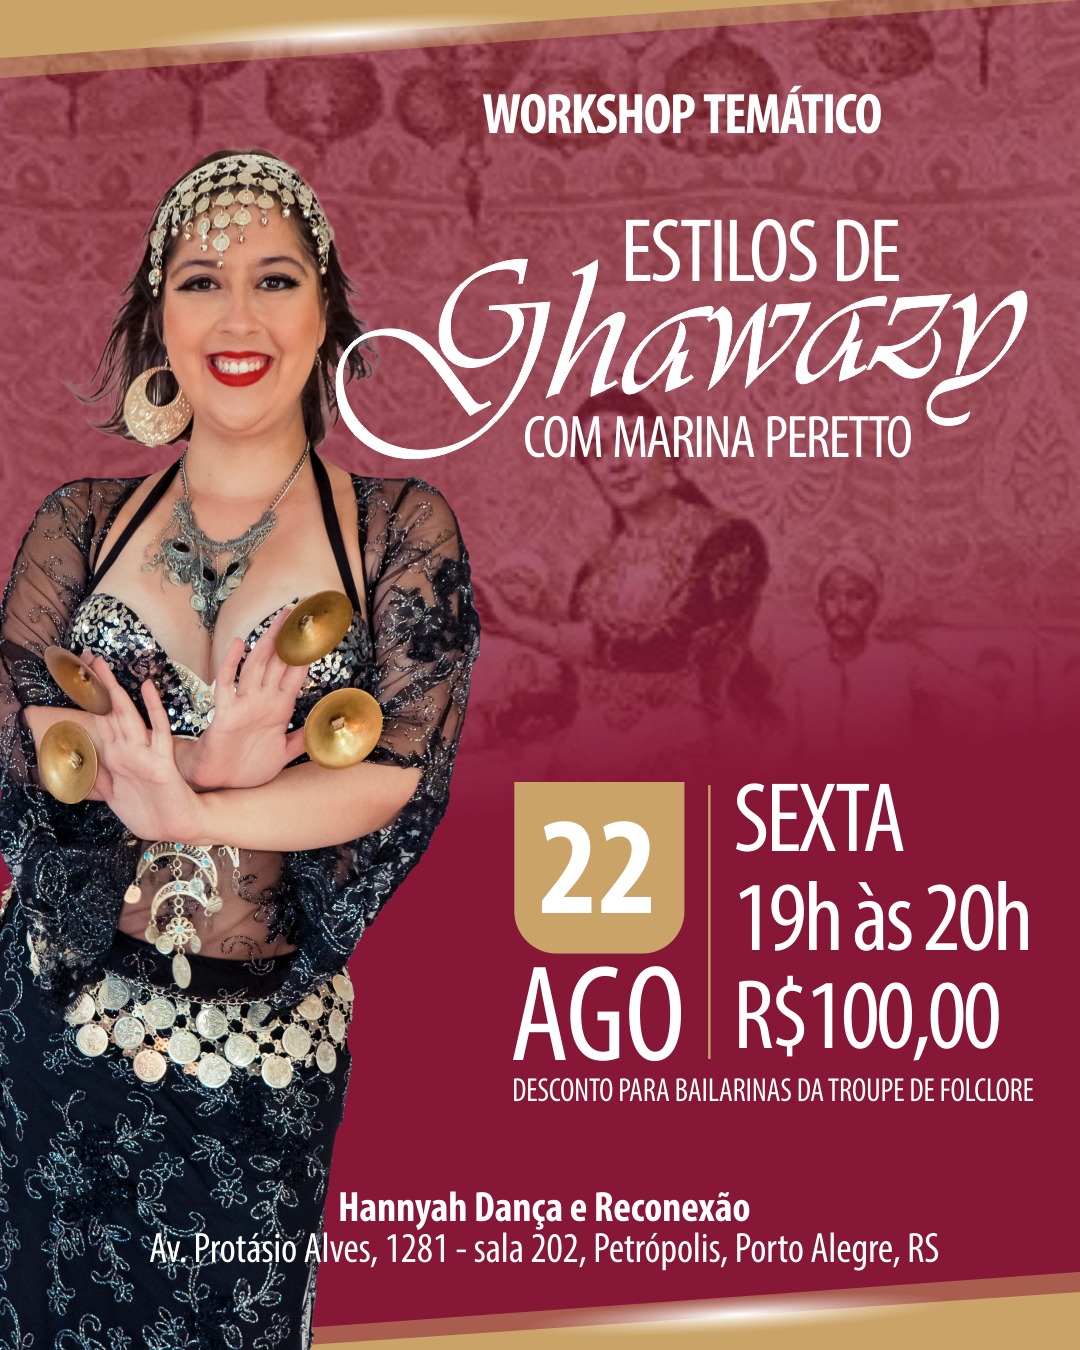 WORKSHOP TEMÁTICO
ESTILOS DE
Ghawazy
COM MARINA PERETTO
22
AGO
SEXTA
19h às 20h
R$100,00
DESCONTO PARA BAILARINAS DA TROUPE DE FOLCLORE
Hannyah Dança e Reconexão
Av. Protásio Alves, 1281 - sala 202, Petrópolis, Porto Alegre, RS